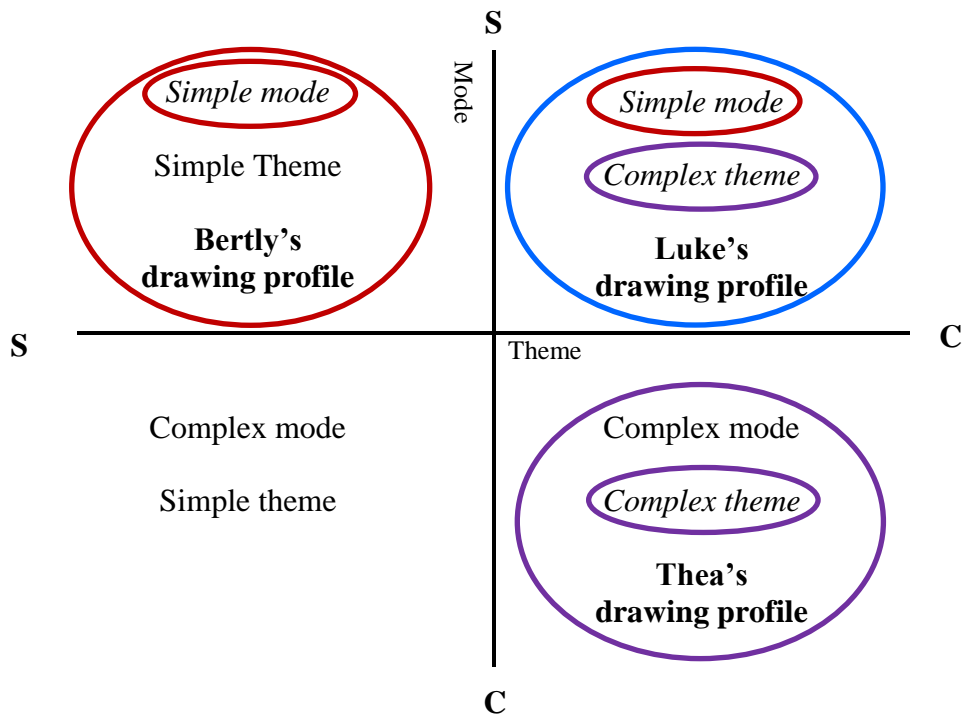 S
Mode
Simple mode
Simple Theme
Bertly’s
drawing profile
Simple mode
Complex theme
Luke’s
drawing profile
S
Theme
C
Complex mode
Simple theme
Complex mode
Complex theme
Thea’s
drawing profile
C